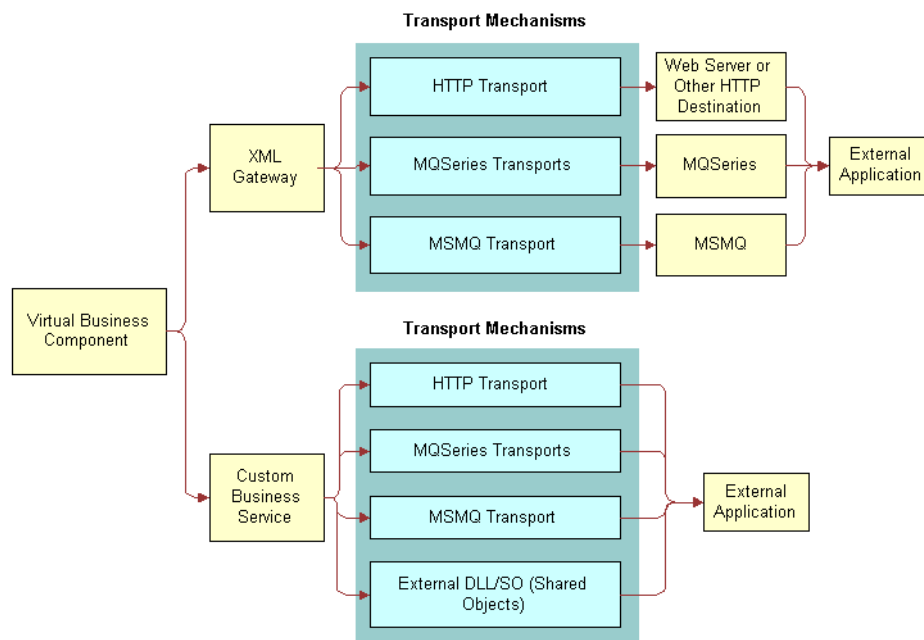 Transport Mechanisms
HTTP Transport
Web Server or
Other HTTP
Destination
XML
Gateway
MQSeries Transports
MQSeries
External
Application
MSMQ Transport
MSMQ
Virtual Business
Component
Transport Mechanisms
HTTP Transport
MQSeries Transports
Custom
Business
Service
MSMQ Transport
External
Application
External DLL/SO (Shared
Objects)